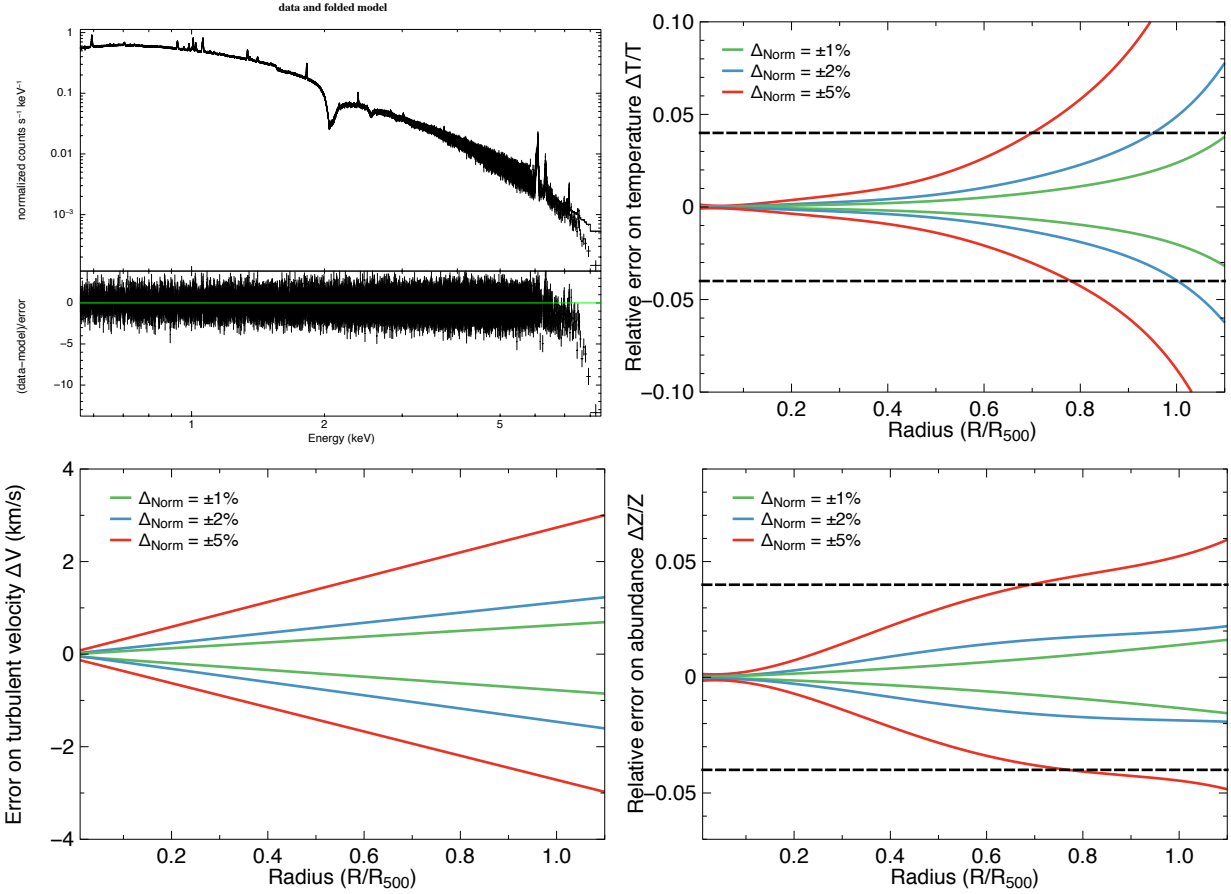 data and folded model
normalized counts s⁻¹ keV⁻¹
1
0.1
0.01
10⁻³
(data−model)/error
0
−5
−10
1
2
5
Energy (keV)
Relative error on temperature ΔT/T
0.10
0.05
0
−0.05
−0.10
Δ_Norm = ±1%
Δ_Norm = ±2%
Δ_Norm = ±5%
0.2 0.4 0.6 0.8 1.0
Radius (R/R₅₀₀)
Error on turbulent velocity ΔV (km/s)
4
2
0
−2
−4
Δ_Norm = ±1%
Δ_Norm = ±2%
Δ_Norm = ±5%
0.2 0.4 0.6 0.8 1.0
Radius (R/R₅₀₀)
Relative error on abundance ΔZ/Z
0.05
0
−0.05
Δ_Norm = ±1%
Δ_Norm = ±2%
Δ_Norm = ±5%
0.2 0.4 0.6 0.8 1.0
Radius (R/R₅₀₀)